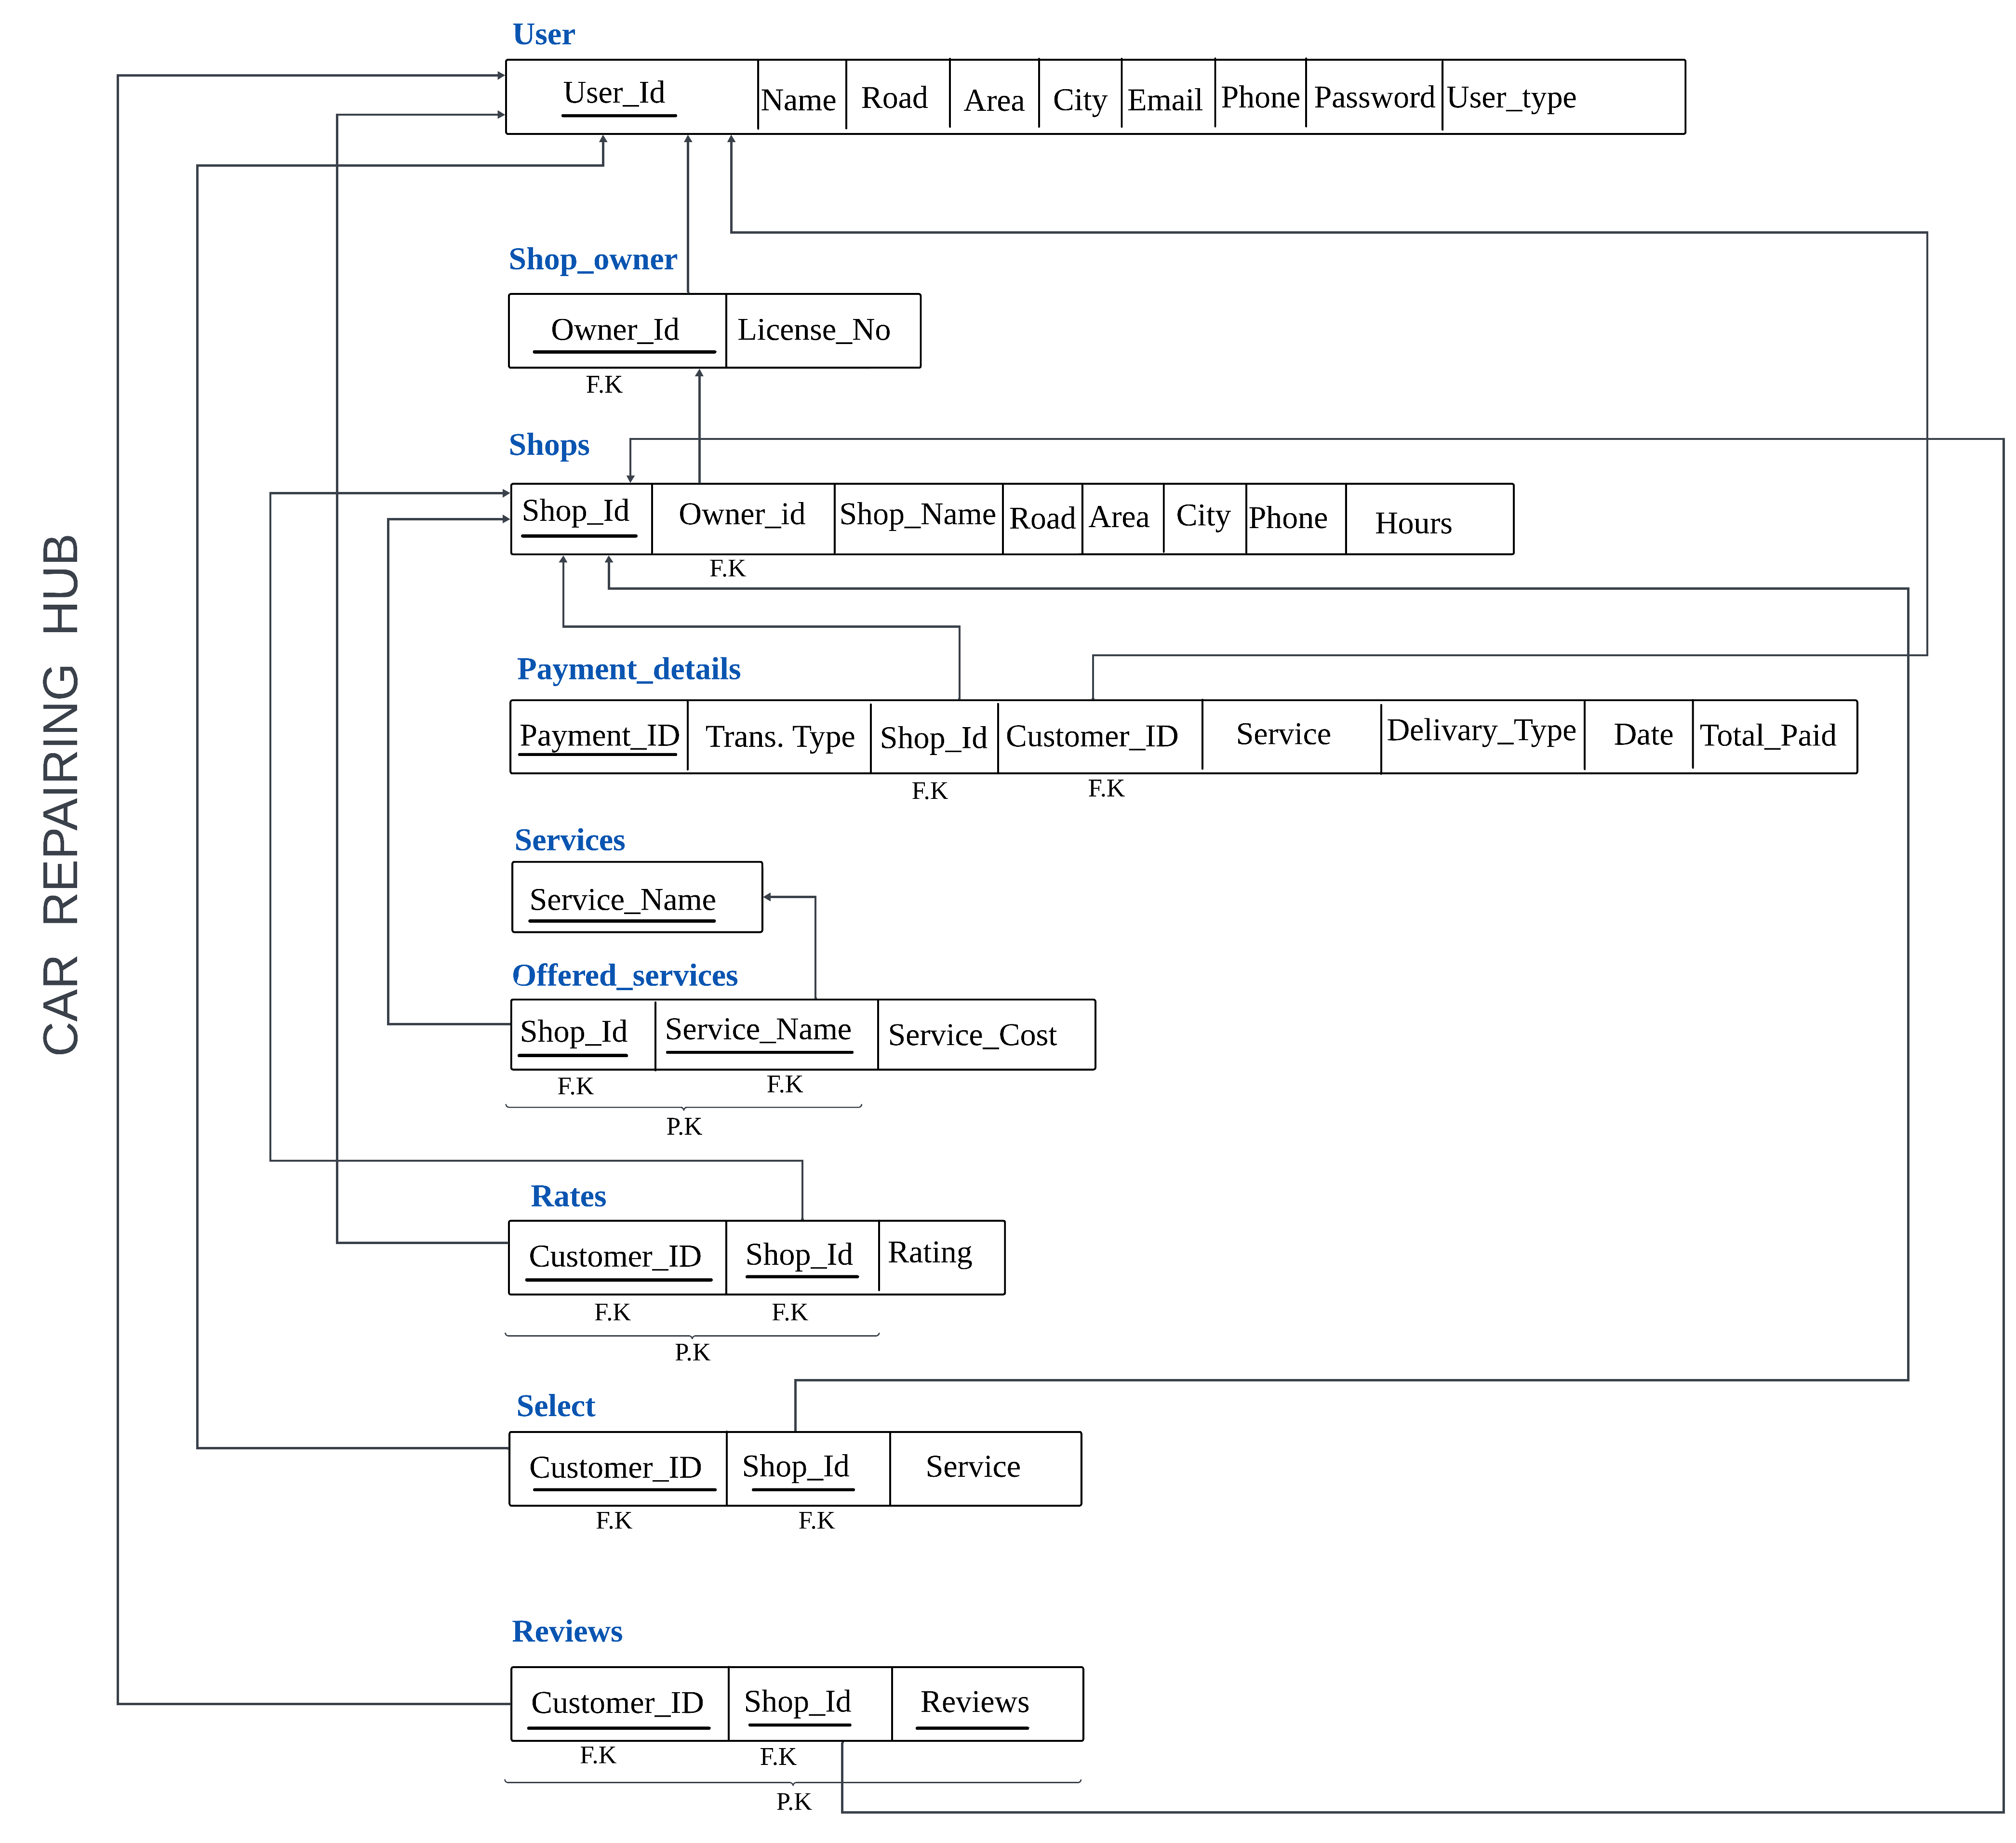 CAR REPAIRING HUB
User
User_Id Name Road Area City Email Phone Password User_type
Shop_owner
Owner_Id License_No
F.K
Shops
Shop_Id Owner_id Shop_Name Road Area City Phone Hours
F.K
Payment_details
Payment_ID Trans. Type Shop_Id Customer_ID Service Delivary_Type Date Total_Paid
F.K F.K
Services
Service_Name
Offered_services
Shop_Id Service_Name Service_Cost
F.K F.K
P.K
Rates
Customer_ID Shop_Id Rating
F.K F.K
P.K
Select
Customer_ID Shop_Id Service
F.K F.K
Reviews
Customer_ID Shop_Id Reviews
F.K F.K
P.K